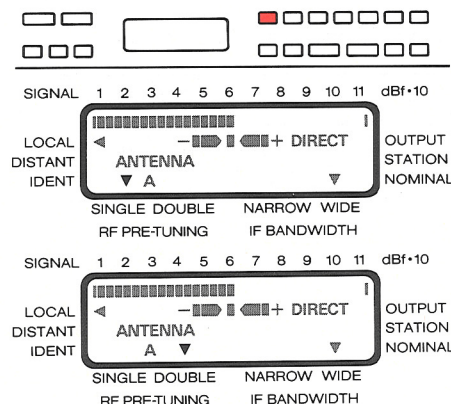 SIGNAL 1 2 3 4 5 6 7 8 9 10 11 dBf•10
LOCAL − + DIRECT OUTPUT
DISTANT ANTENNA STATION
IDENT A NOMINAL
SINGLE DOUBLE NARROW WIDE
RF PRE-TUNING IF BANDWIDTH
SIGNAL 1 2 3 4 5 6 7 8 9 10 11 dBf•10
LOCAL − + DIRECT OUTPUT
DISTANT ANTENNA STATION
IDENT A NOMINAL
SINGLE DOUBLE NARROW WIDE
RF PRE-TUNING IF BANDWIDTH